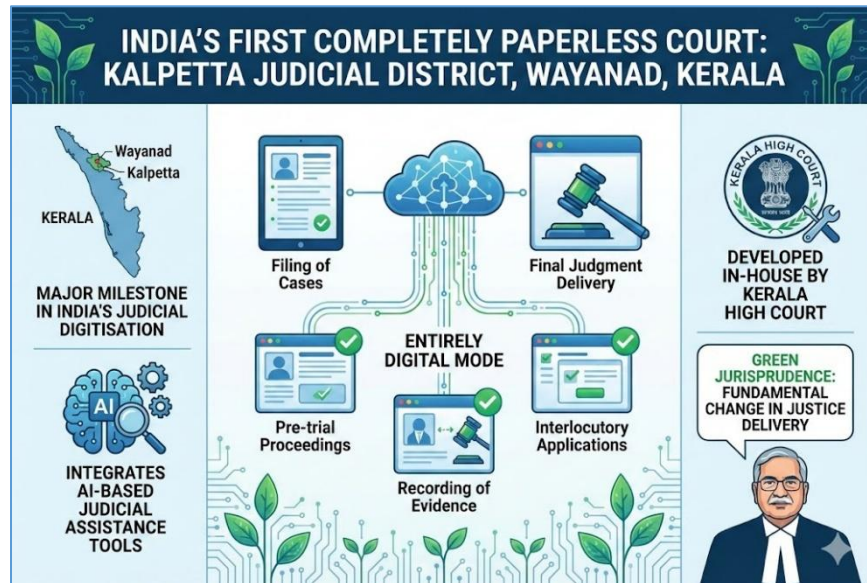 INDIA'S FIRST COMPLETELY PAPERLESS COURT:
KALPETTA JUDICIAL DISTRICT, WAYANAD, KERALA
Wayanad
Kalpetta
KERALA
MAJOR MILESTONE
IN INDIA'S JUDICIAL
DIGITISATION
AI
INTEGRATES
AI-BASED
JUDICIAL
ASSISTANCE
TOOLS
Filing of
Cases
Final Judgment
Delivery
ENTIRELY
DIGITAL MODE
Pre-trial
Proceedings
Recording of
Evidence
Interlocutory
Applications
KERALA HIGH COURT
DEVELOPED
IN-HOUSE BY
KERALA
HIGH COURT
GREEN
JURISPRUDENCE:
FUNDAMENTAL
CHANGE IN JUSTICE
DELIVERY